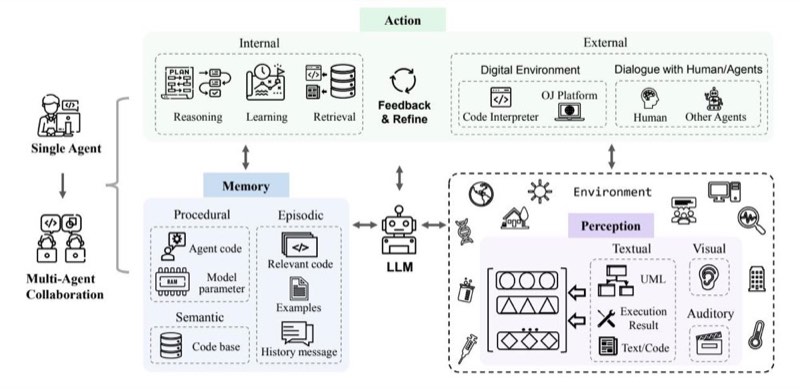 Action
Internal
External
Digital Environment
Dialogue with Human/Agents
PLAN
OJ Platform
Feedback
& Refine
Reasoning
Learning
Retrieval
Code Interpreter
Human
Other Agents
Single Agent
Multi-Agent
Collaboration
Memory
Procedural
Episodic
Agent code
Relevant code
RAM
Model
parameter
Examples
Semantic
Code base
History message
LLM
Environment
Perception
Textual
Visual
UML
Execution
Result
Auditory
Text/Code